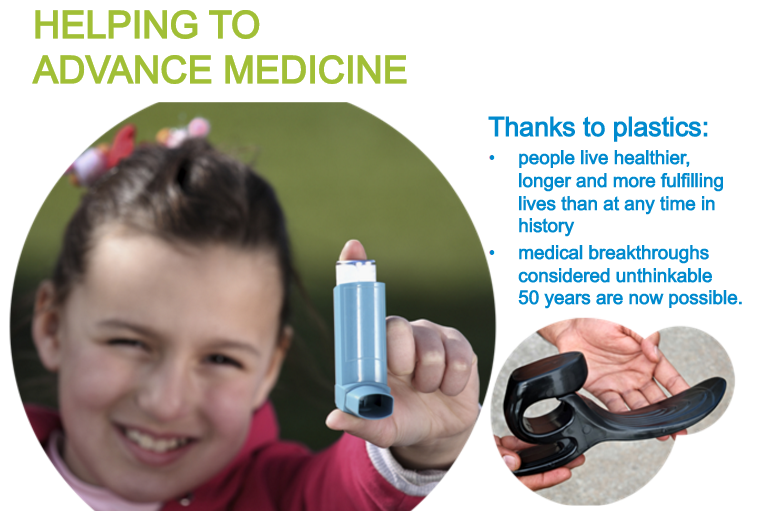 HELPING TO
ADVANCE MEDICINE
Thanks to plastics:
• people live healthier,
longer and more fulfilling
lives than at any time in
history
• medical breakthroughs
considered unthinkable
50 years are now possible.